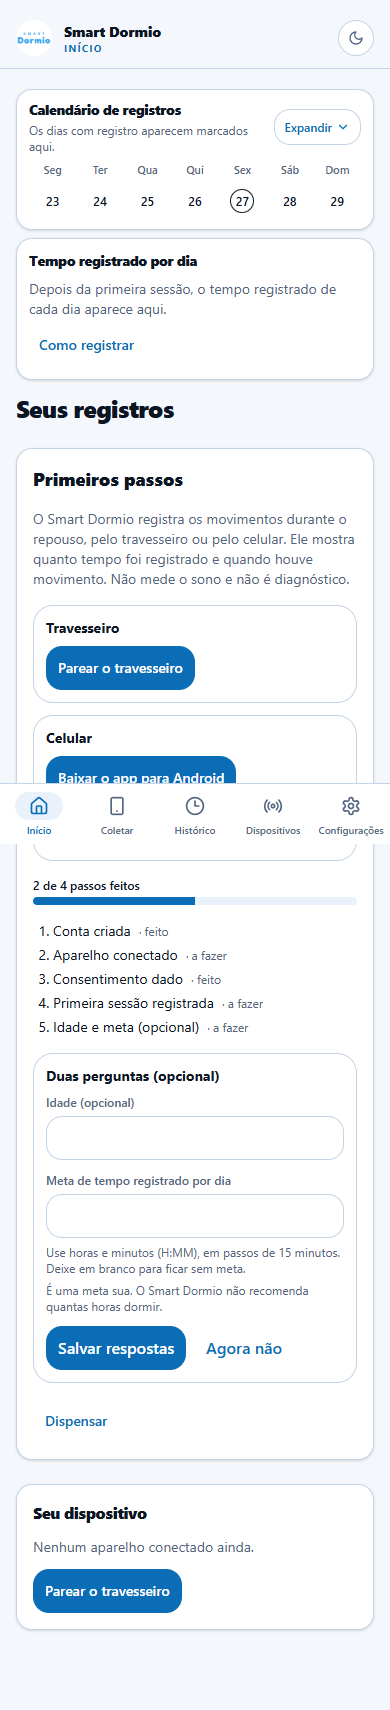 SMART
Dormio
Smart Dormio
INÍCIO
Calendário de registros
Os dias com registro aparecem marcados
aqui.
Expandir
Seg Ter Qua Qui Sex Sáb Dom
23 24 25 26 27 28 29
Tempo registrado por dia
Depois da primeira sessão, o tempo registrado de
cada dia aparece aqui.
Como registrar
Seus registros
Primeiros passos
O Smart Dormio registra os movimentos durante o
repouso, pelo travesseiro ou pelo celular. Ele mostra
quanto tempo foi registrado e quando houve
movimento. Não mede o sono e não é diagnóstico.
Travesseiro
Parear o travesseiro
Celular
Baixar o app para Android
Início Coletar Histórico Dispositivos Configurações
2 de 4 passos feitos
1. Conta criada · feito
2. Aparelho conectado · a fazer
3. Consentimento dado · feito
4. Primeira sessão registrada · a fazer
5. Idade e meta (opcional) · a fazer
Duas perguntas (opcional)
Idade (opcional)
Meta de tempo registrado por dia
Use horas e minutos (H:MM), em passos de 15 minutos.
Deixe em branco para ficar sem meta.
É uma meta sua. O Smart Dormio não recomenda
quantas horas dormir.
Salvar respostas Agora não
Dispensar
Seu dispositivo
Nenhum aparelho conectado ainda.
Parear o travesseiro